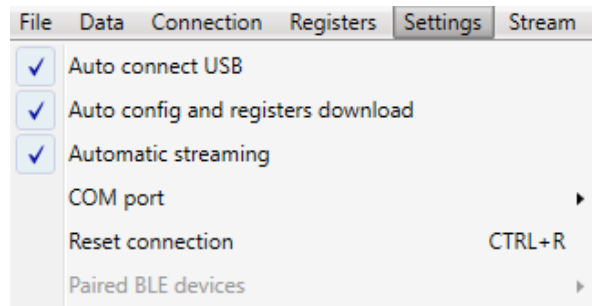 File Data Connection Registers Settings Stream
Auto connect USB
Auto config and registers download
Automatic streaming
COM port
Reset connection CTRL+R
Paired BLE devices